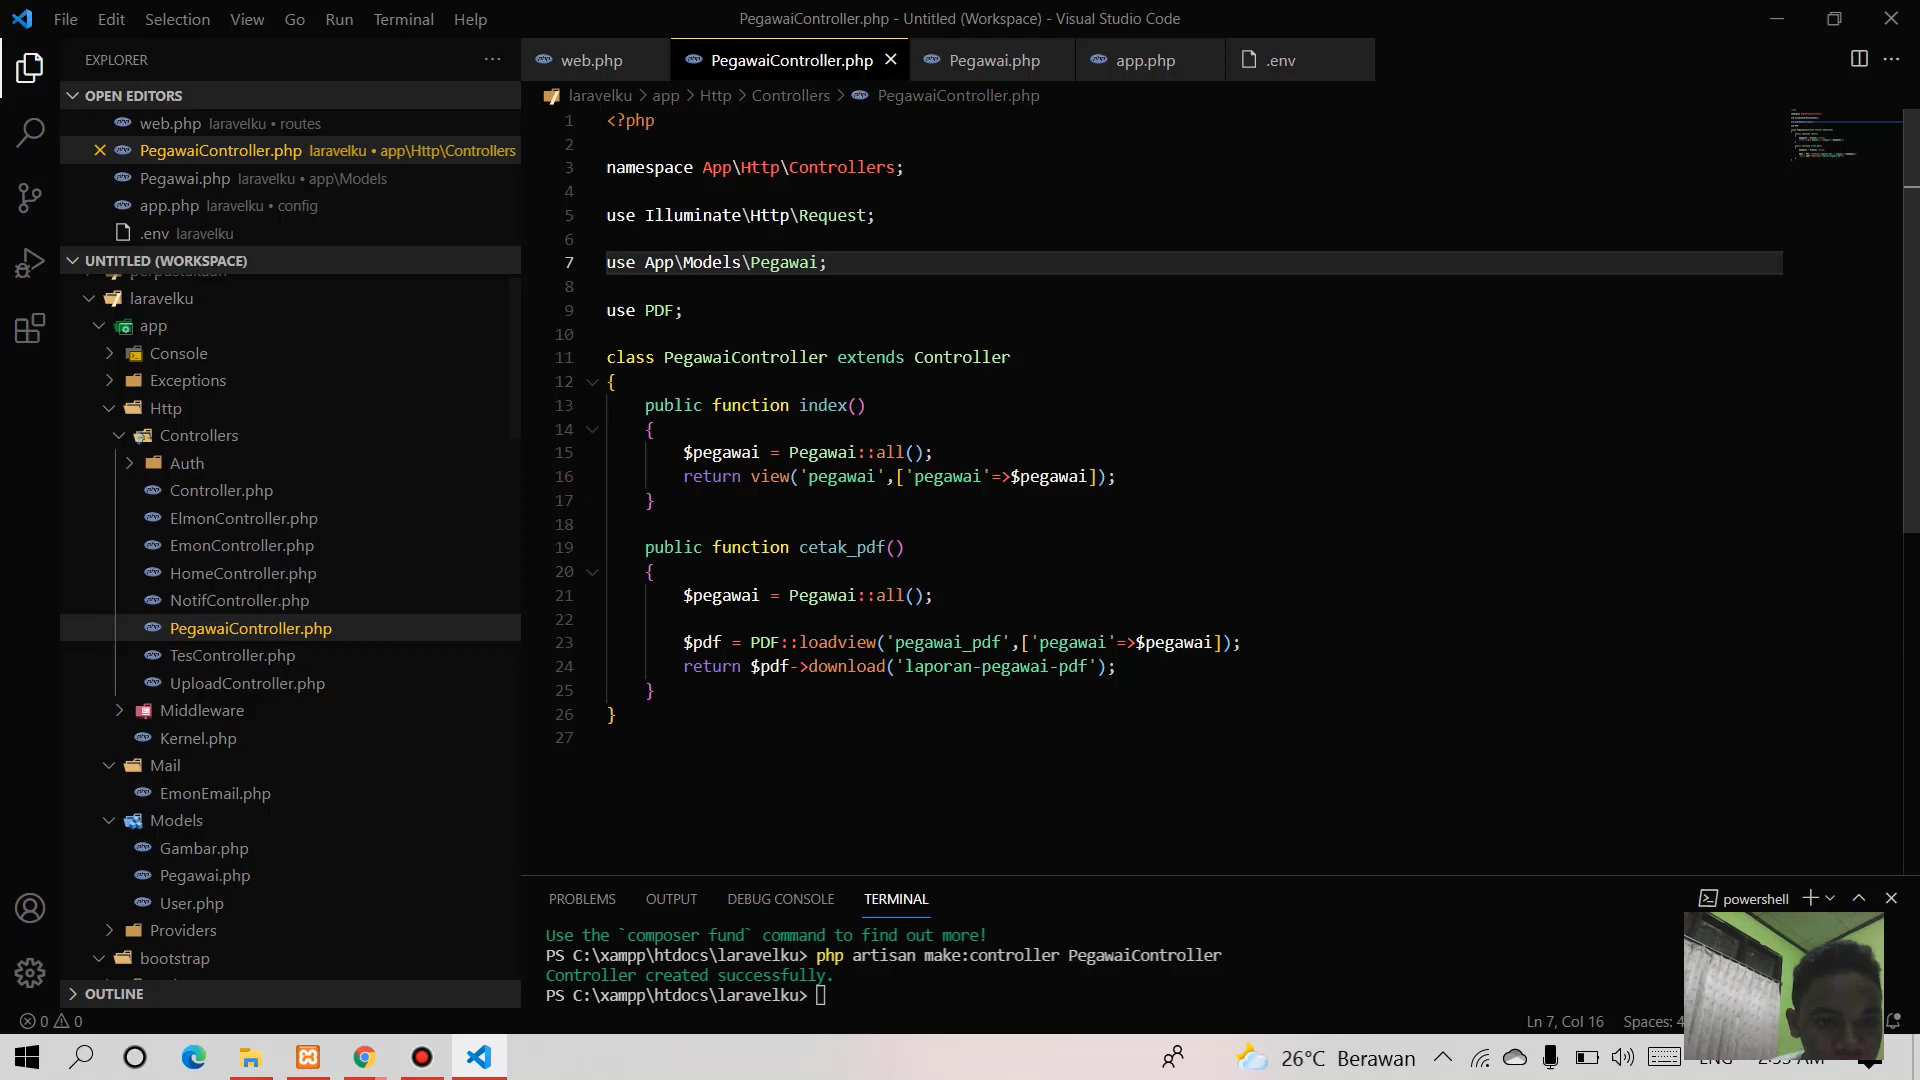 File Edit Selection View Go Run Terminal Help
PegawaiController.php - Untitled (Workspace) - Visual Studio Code
EXPLORER
OPEN EDITORS
web.php laravelku • routes
PegawaiController.php laravelku • app\Http\Controllers
Pegawai.php laravelku • app\Models
app.php laravelku • config
.env laravelku
UNTITLED (WORKSPACE)
laravelku
app
Console
Exceptions
Http
Controllers
Auth
Controller.php
ElmonController.php
EmonController.php
HomeController.php
NotifController.php
PegawaiController.php
TesController.php
UploadController.php
Middleware
Kernel.php
Mail
EmonEmail.php
Models
Gambar.php
Pegawai.php
User.php
Providers
bootstrap
OUTLINE
web.php PegawaiController.php Pegawai.php app.php .env
laravelku > app > Http > Controllers > PegawaiController.php
1 <?php
2
3 namespace App\Http\Controllers;
4
5 use Illuminate\Http\Request;
6
7 use App\Models\Pegawai;
8
9 use PDF;
10
11 class PegawaiController extends Controller
12 {
13 public function index()
14 {
15 $pegawai = Pegawai::all();
16 return view('pegawai',['pegawai'=>$pegawai]);
17 }
18
19 public function cetak_pdf()
20 {
21 $pegawai = Pegawai::all();
22
23 $pdf = PDF::loadview('pegawai_pdf',['pegawai'=>$pegawai]);
24 return $pdf->download('laporan-pegawai-pdf');
25 }
26 }
27
PROBLEMS OUTPUT DEBUG CONSOLE TERMINAL
powershell
Use the `composer fund` command to find out more!
PS C:\xampp\htdocs\laravelku> php artisan make:controller PegawaiController
Controller created successfully.
PS C:\xampp\htdocs\laravelku>
0 0
Ln 7, Col 16 Spaces: 4
26°C Berawan